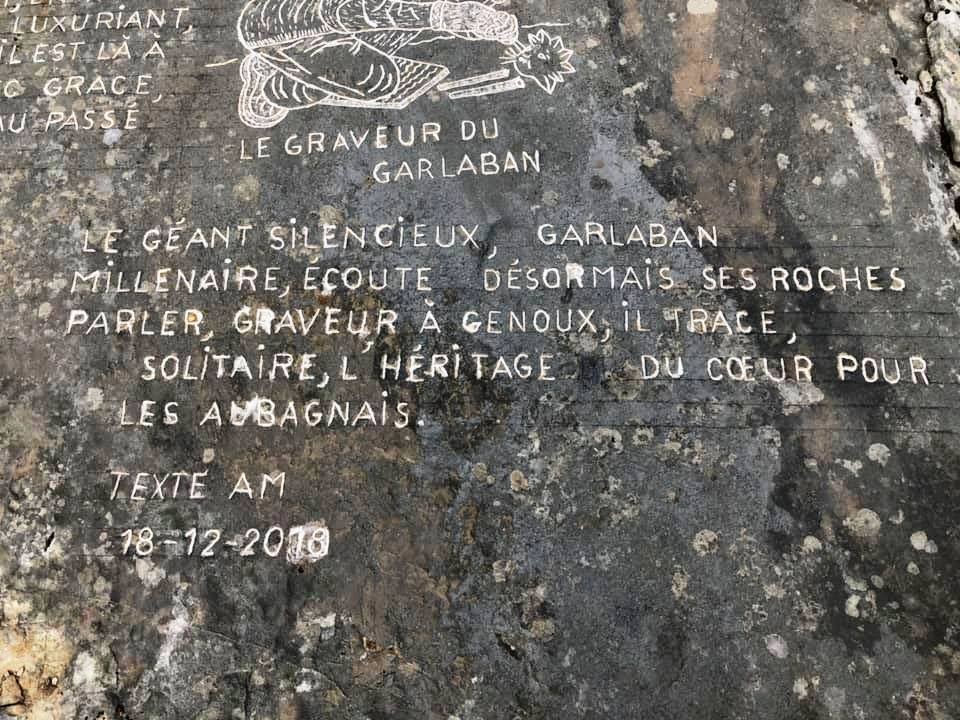 LUXURIANT,
IL EST LÀ À
GRACE,
AU PASSÉ
LE GRAVEUR DU
GARLABAN
LE GÉANT SILENCIEUX, GARLABAN
MILLENAIRE, ECOUTE DÉSORMAIS SES ROCHES
PARLER, GRAVEUR À GENOUX, IL TRACE,
SOLITAIRE, L HÉRITAGE DU CŒUR POUR
LES AUBAGNAIS.
TEXTE AM
18-12-2018